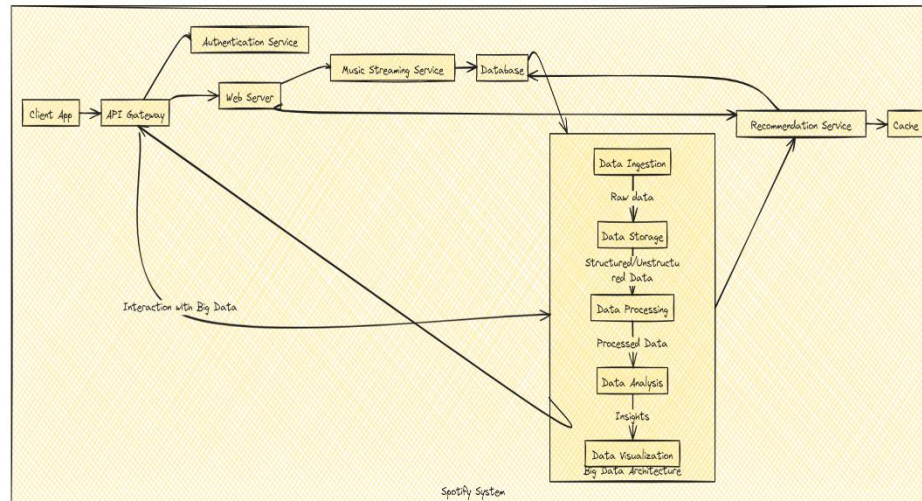 Authentication Service
Music Streaming Service
Database
Web Server
Client App
API Gateway
Recommendation Service
Cache
Data Ingestion
Raw data
Data Storage
Structured/Unstructu
red Data
Data Processing
Interaction with Big Data
Processed Data
Data Analysis
Insights
Data Visualization
Big Data Architecture
Spotify System